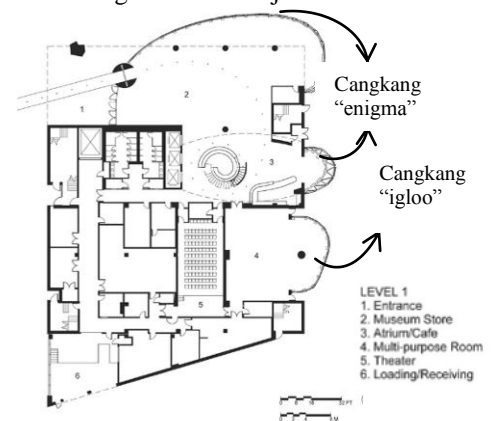 Cangkang
“enigma”
Cangkang
“igloo”
1
2
3
4
5
6
LEVEL 1
1. Entrance
2. Museum Store
3. Atrium/Cafe
4. Multi-purpose Room
5. Theater
6. Loading/Receiving